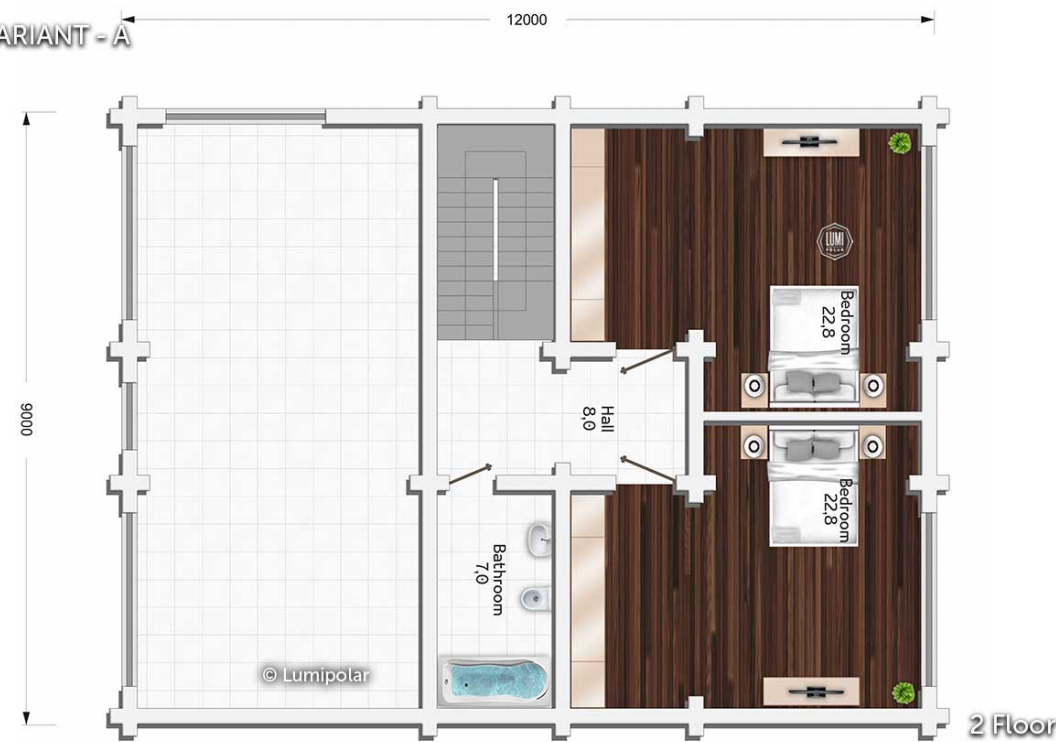 12000
ARIANT - A
9000
LUMI
POLAR
Bedroom
22,8
Hall
8,0
Bedroom
22,8
Bathroom
7,0
© Lumipolar
2 Floor